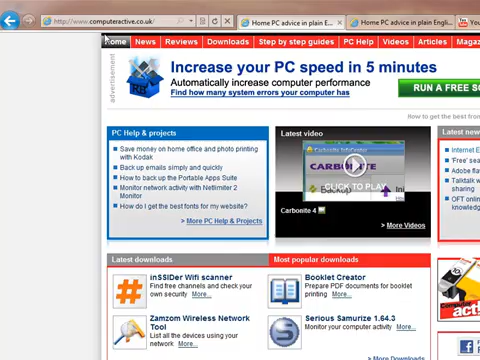 http://www.computeractive.co.uk/
Home PC advice in plain E...
Home PC advice in plain Engli...
You
Home News Reviews Downloads Step by step guides PC Help Videos Articles Magaz
advertisement
Increase your PC speed in 5 minutes
Automatically increase computer performance
Find how many system errors your computer has
RUN A FREE SC
How to get the best from
PC Help & projects
Save money on home office and photo printing
with Kodak
Back up emails simply and quickly
How to back up the Portable Apps Suite
Monitor network activity with Netlimiter 2
Monitor
How do I get the best fonts for my website?
> More PC Help & Projects
Latest video
Carbonite InfoCenter
CARBONITE
Backup
CLICK TO PLAY
Carbonite 4
> More Videos
Latest new
Internet E
'Free' sea
Adobe flav
Talktalk w
sharing
OFT onlin
knowledg
Latest downloads
inSSIDer Wifi scanner
Find free channels and check your
own security More...
Zamzom Wireless Network
Tool
List all the devices using your
network More...
Most popular downloads
Booklet Creator
Prepare PDF documents for booklet
printing More...
Serious Samurize 1.64.3
Monitor your computer activity More...
> More Downloads
Computer
act
F